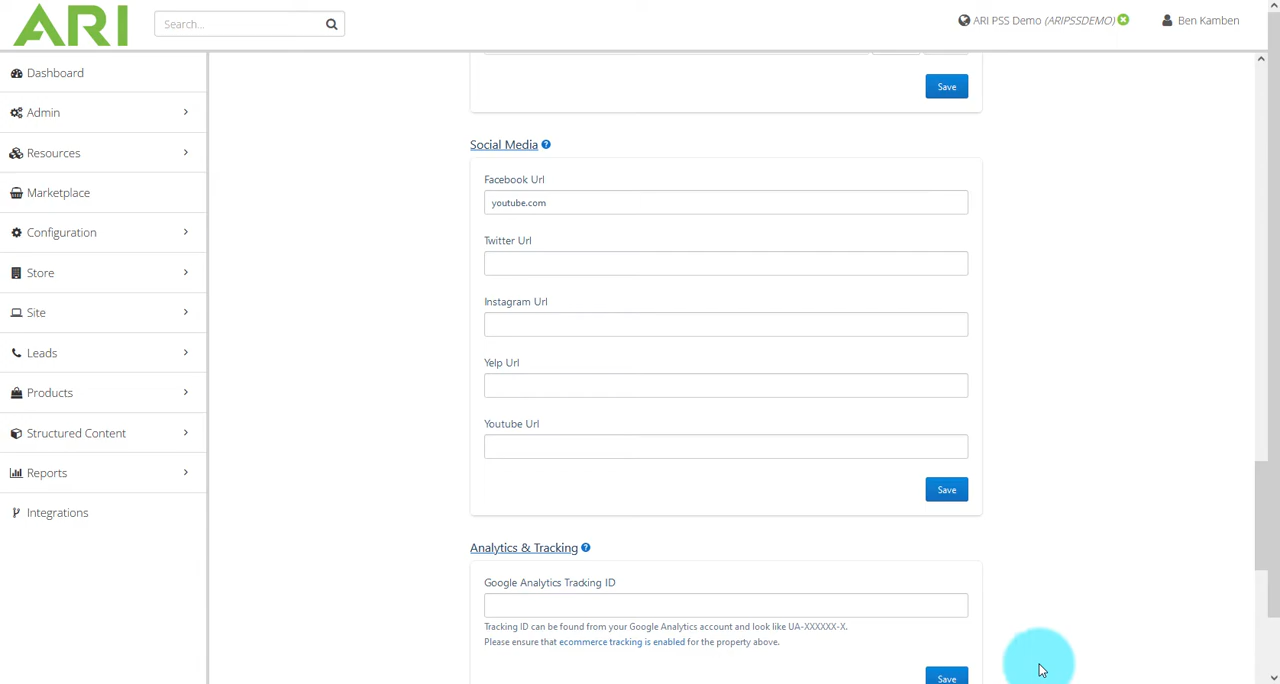 ARI
Search...
ARI PSS Demo (ARIPSSDEMO)
Ben Kamben
Dashboard
Admin
Resources
Marketplace
Configuration
Store
Site
Leads
Products
Structured Content
Reports
Integrations
Save
Social Media ?
Facebook Url
youtube.com
Twitter Url
Instagram Url
Yelp Url
Youtube Url
Save
Analytics & Tracking ?
Google Analytics Tracking ID
Tracking ID can be found from your Google Analytics account and look like UA-XXXXXX-X.
Please ensure that ecommerce tracking is enabled for the property above.
Save